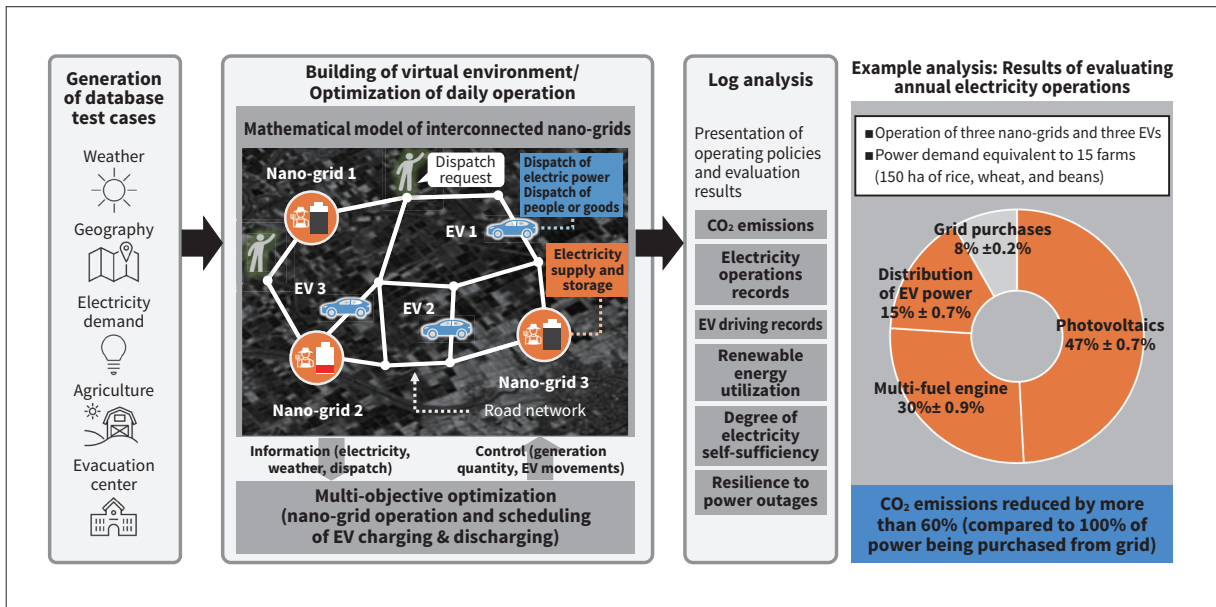 Generation
of database
test cases
Weather
Geography
Electricity
demand
Agriculture
Evacuation
center
Building of virtual environment/
Optimization of daily operation
Mathematical model of interconnected nano-grids
Nano-grid 1
Dispatch
request
Dispatch of
electric power
Dispatch of
people or goods
EV 1
Electricity
supply and
storage
EV 3
EV 2
Nano-grid 2
Nano-grid 3
Road network
Information (electricity,
weather, dispatch)
Control (generation
quantity, EV movements)
Multi-objective optimization
(nano-grid operation and scheduling
of EV charging & discharging)
Log analysis
Presentation of
operating policies
and evaluation
results
CO₂ emissions
Electricity
operations
records
EV driving records
Renewable
energy
utilization
Degree of
electricity
self-sufficiency
Resilience to
power outages
Example analysis: Results of evaluating
annual electricity operations
■Operation of three nano-grids and three EVs
■Power demand equivalent to 15 farms
(150 ha of rice, wheat, and beans)
Grid purchases
8% ±0.2%
Distribution
of EV power
15% ± 0.7%
Photovoltaics
47% ± 0.7%
Multi-fuel engine
30%± 0.9%
CO₂ emissions reduced by more
than 60% (compared to 100% of
power being purchased from grid)